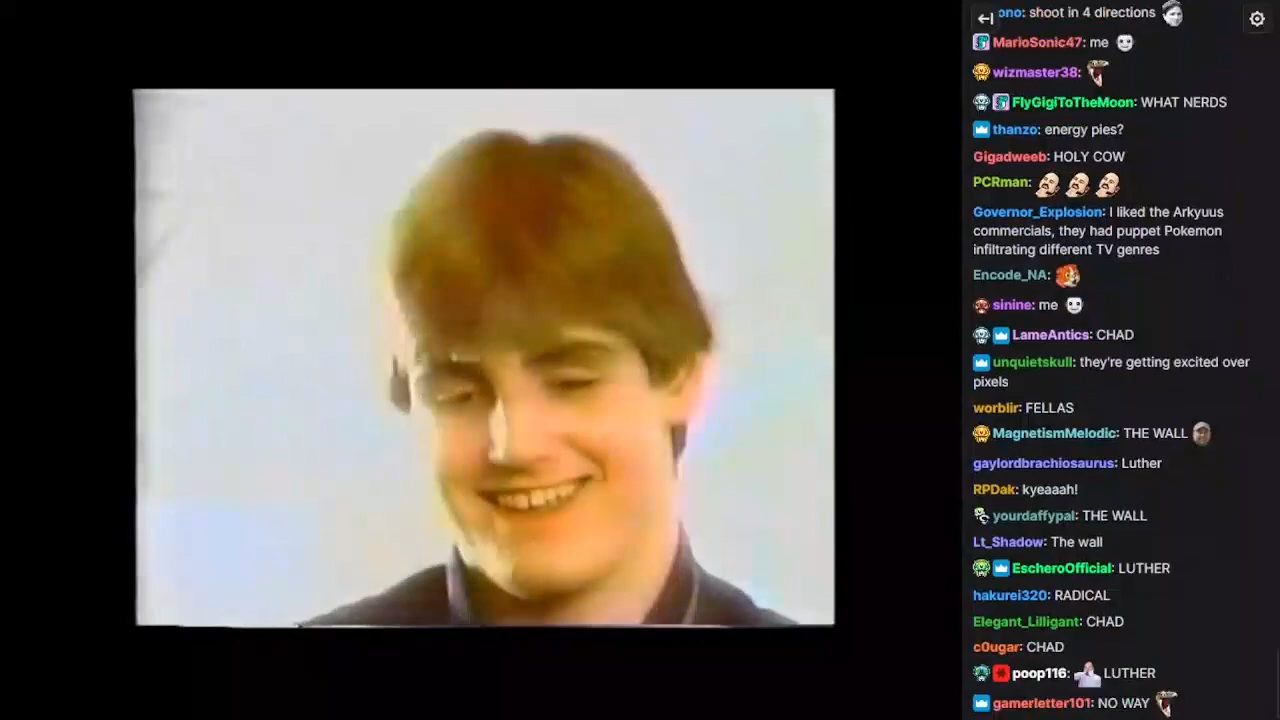 ono: shoot in 4 directions
MarioSonic47: me
wizmaster38:
FlyGigiToTheMoon: WHAT NERDS
thanzo: energy pies?
Gigadweeb: HOLY COW
PCRman:
Governor_Explosion: I liked the Arkyuus
commercials, they had puppet Pokemon
infiltrating different TV genres
Encode_NA:
sinine: me
LameAntics: CHAD
unquietskull: they're getting excited over
pixels
worblir: FELLAS
MagnetismMelodic: THE WALL
gaylordbrachiosaurus: Luther
RPDak: kyeaaah!
yourdaffypal: THE WALL
Lt_Shadow: The wall
EscheroOfficial: LUTHER
hakurei320: RADICAL
Elegant_Lilligant: CHAD
c0ugar: CHAD
poop116: LUTHER
gamerletter101: NO WAY